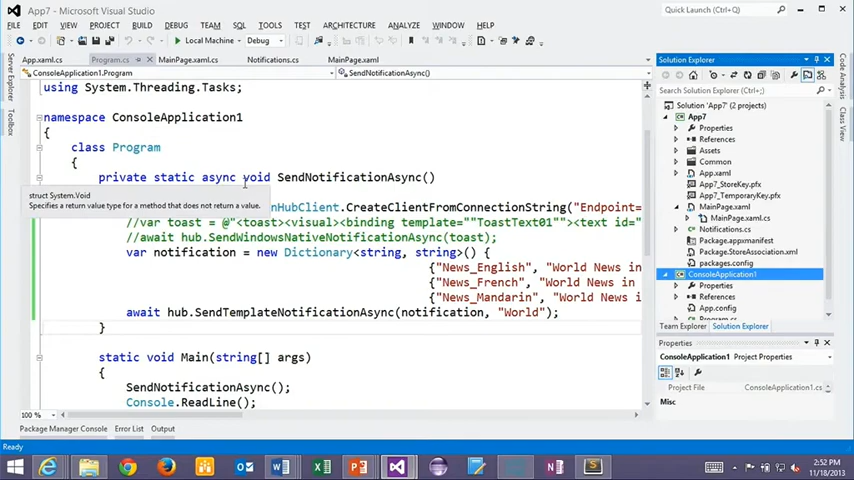 App7 - Microsoft Visual Studio
Quick Launch (Ctrl+Q)
FILE EDIT VIEW PROJECT BUILD DEBUG TEAM SQL TOOLS TEST ARCHITECTURE ANALYZE WINDOW HELP
Local Machine Debug
App.xaml.cs Program.cs MainPage.xaml.cs Notifications.cs MainPage.xaml
ConsoleApplication1.Program SendNotificationAsync()
Server Explorer
Toolbox
using System.Threading.Tasks;
namespace ConsoleApplication1
{
class Program
{
private static async void SendNotificationAsync()
struct System.Void
Specifies a return value type for a method that does not return a value.
nHubClient.CreateClientFromConnectionString("Endpoint=
//var toast = @"<toast><visual><binding template=""ToastText01""><text id="
//await hub.SendWindowsNativeNotificationAsync(toast);
var notification = new Dictionary<string, string>() {
{"News_English", "World News in
{"News_French", "World News in
{"News_Mandarin", "World News i
await hub.SendTemplateNotificationAsync(notification, "World");
}
static void Main(string[] args)
{
SendNotificationAsync();
Console.ReadLine();
100 %
Package Manager Console Error List Output
Ready
Solution Explorer
Search Solution Explorer (Ctrl+;)
Solution 'App7' (2 projects)
App7
Properties
References
Assets
Common
App.xaml
App7_StoreKey.pfx
App7_TemporaryKey.pfx
MainPage.xaml
MainPage.xaml.cs
Notifications.cs
Package.appxmanifest
Package.StoreAssociation.xml
packages.config
ConsoleApplication1
Properties
References
App.config
Program.cs
Team Explorer Solution Explorer
Properties
ConsoleApplication1 Project Properties
Project File ConsoleApplication1.cs
Misc
Code Analysis
Class View
2:52 PM
11/18/2013